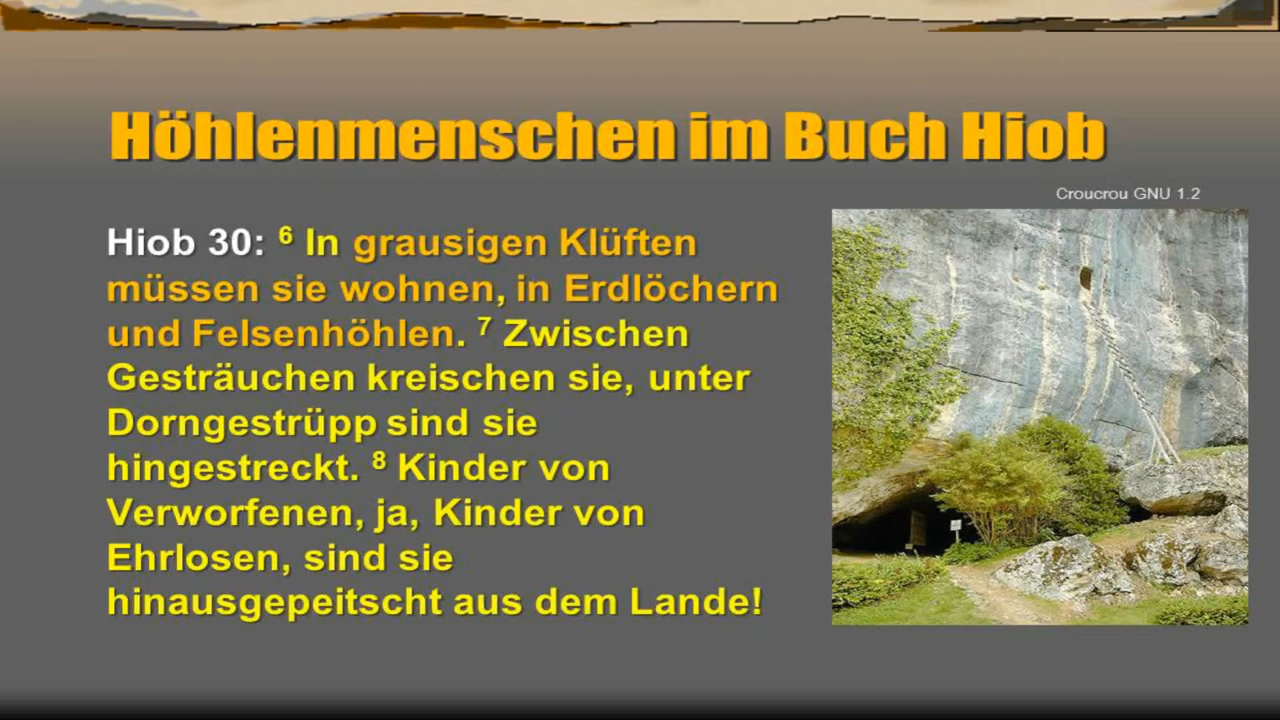 Höhlenmenschen im Buch Hiob
Croucrou GNU 1.2
Hiob 30: ⁶ In grausigen Klüften
müssen sie wohnen, in Erdlöchern
und Felsenhöhlen. ⁷ Zwischen
Gesträuchen kreischen sie, unter
Dorngestrüpp sind sie
hingestreckt. ⁸ Kinder von
Verworfenen, ja, Kinder von
Ehrlosen, sind sie
hinausgepeitscht aus dem Lande!